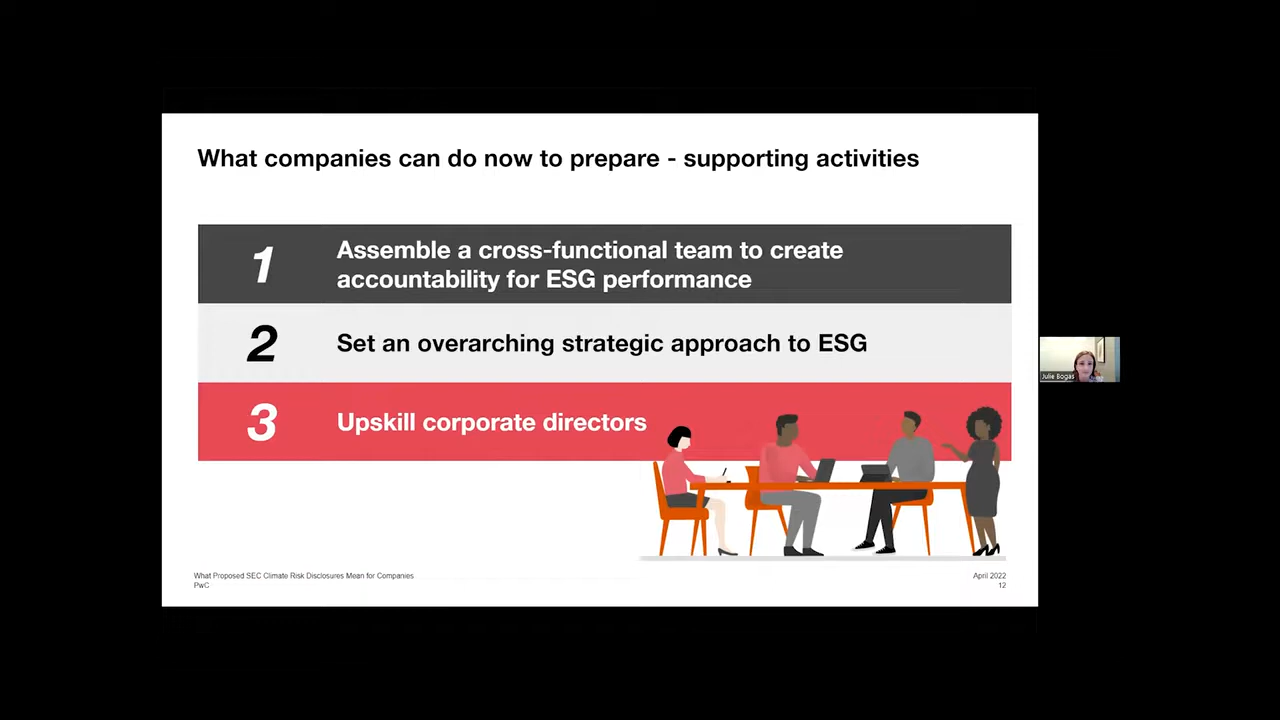 What companies can do now to prepare - supporting activities
1
Assemble a cross-functional team to create
accountability for ESG performance
2
Set an overarching strategic approach to ESG
3
Upskill corporate directors
Julie Bogas
What Proposed SEC Climate Risk Disclosures Mean for Companies
PwC
April 2022
12